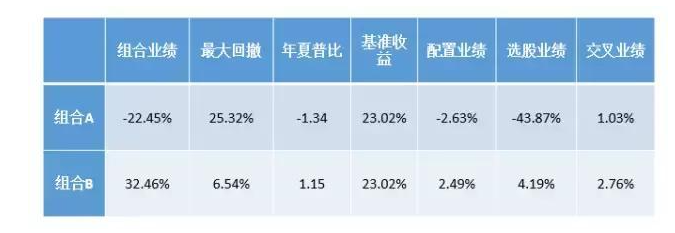 组合业绩 最大回撤 年夏普比 基准收益 配置业绩 选股业绩 交叉业绩
组合A -22.45% 25.32% -1.34 23.02% -2.63% -43.87% 1.03%
组合B 32.46% 6.54% 1.15 23.02% 2.49% 4.19% 2.76%